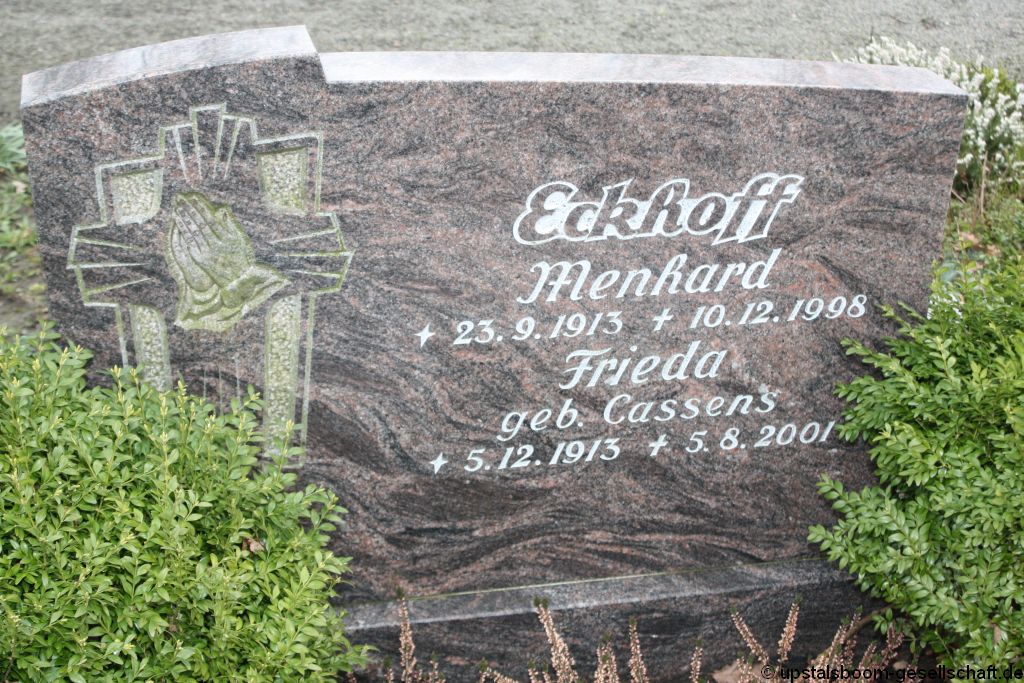 Eckhoff
Menhard
✦ 23.9.1913 ✝ 10.12.1998
Frieda
geb. Cassens
✦ 5.12.1913 ✝ 5.8.2001
© upstalsboom-gesellschaft.de